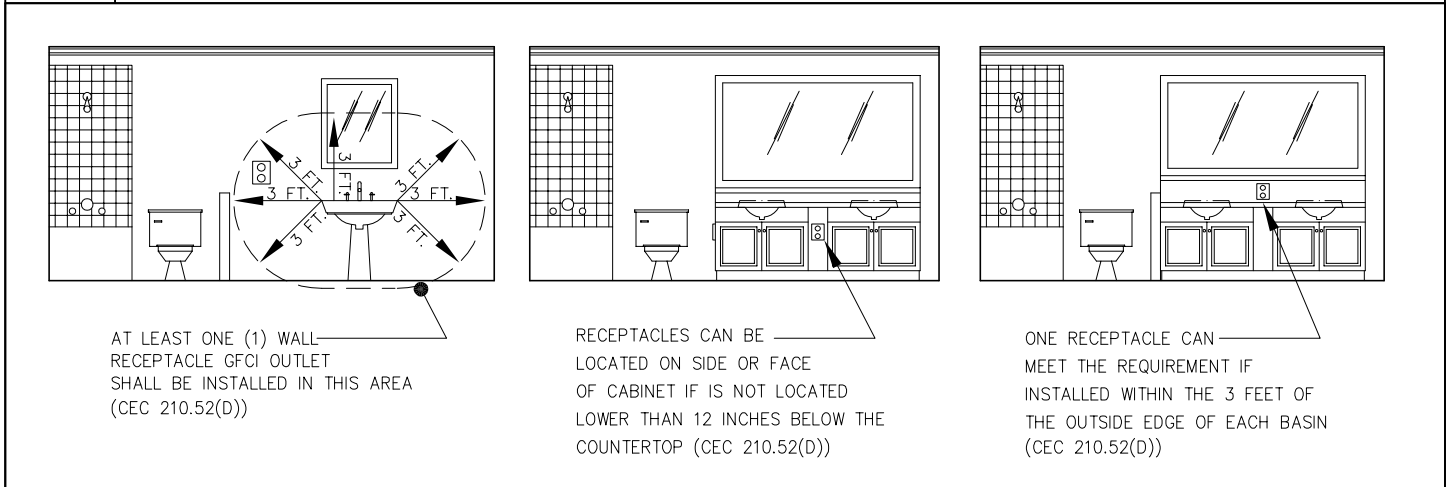 3 FT.
3 FT.
3 FT.
3 FT.
3 FT.
3 FT.
3 FT.
AT LEAST ONE (1) WALL
RECEPTACLE GFCI OUTLET
SHALL BE INSTALLED IN THIS AREA
(CEC 210.52(D))
RECEPTACLES CAN BE
LOCATED ON SIDE OR FACE
OF CABINET IF IS NOT LOCATED
LOWER THAN 12 INCHES BELOW THE
COUNTERTOP (CEC 210.52(D))
ONE RECEPTACLE CAN
MEET THE REQUIREMENT IF
INSTALLED WITHIN THE 3 FEET OF
THE OUTSIDE EDGE OF EACH BASIN
(CEC 210.52(D))